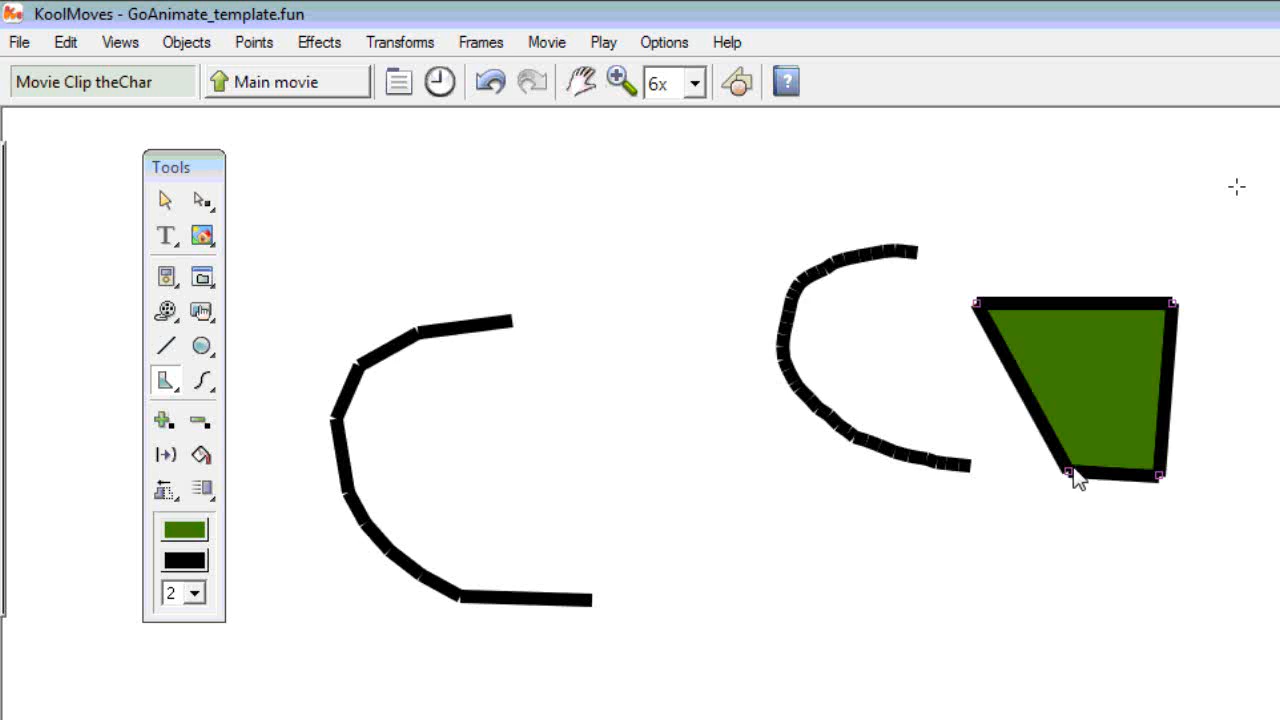 KoolMoves - GoAnimate_template.fun
File Edit Views Objects Points Effects Transforms Frames Movie Play Options Help
Movie Clip theChar Main movie 6x ?
Tools
T
2